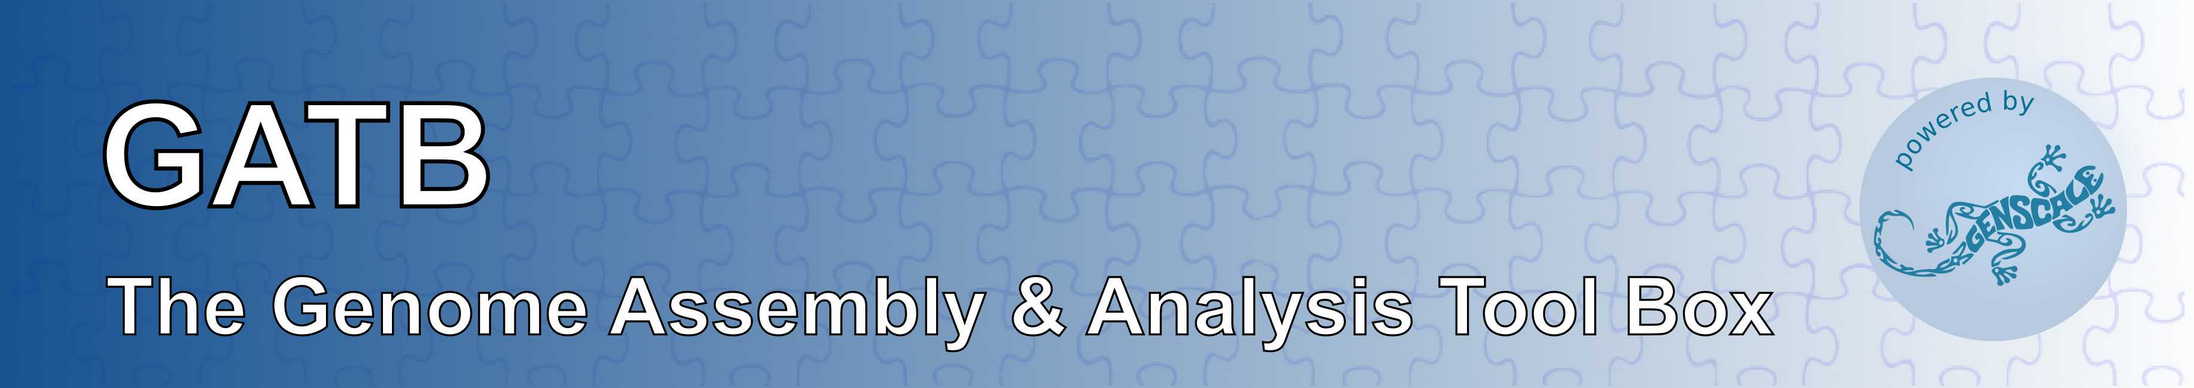 GATB
The Genome Assembly & Analysis Tool Box
powered by
GENSCALE